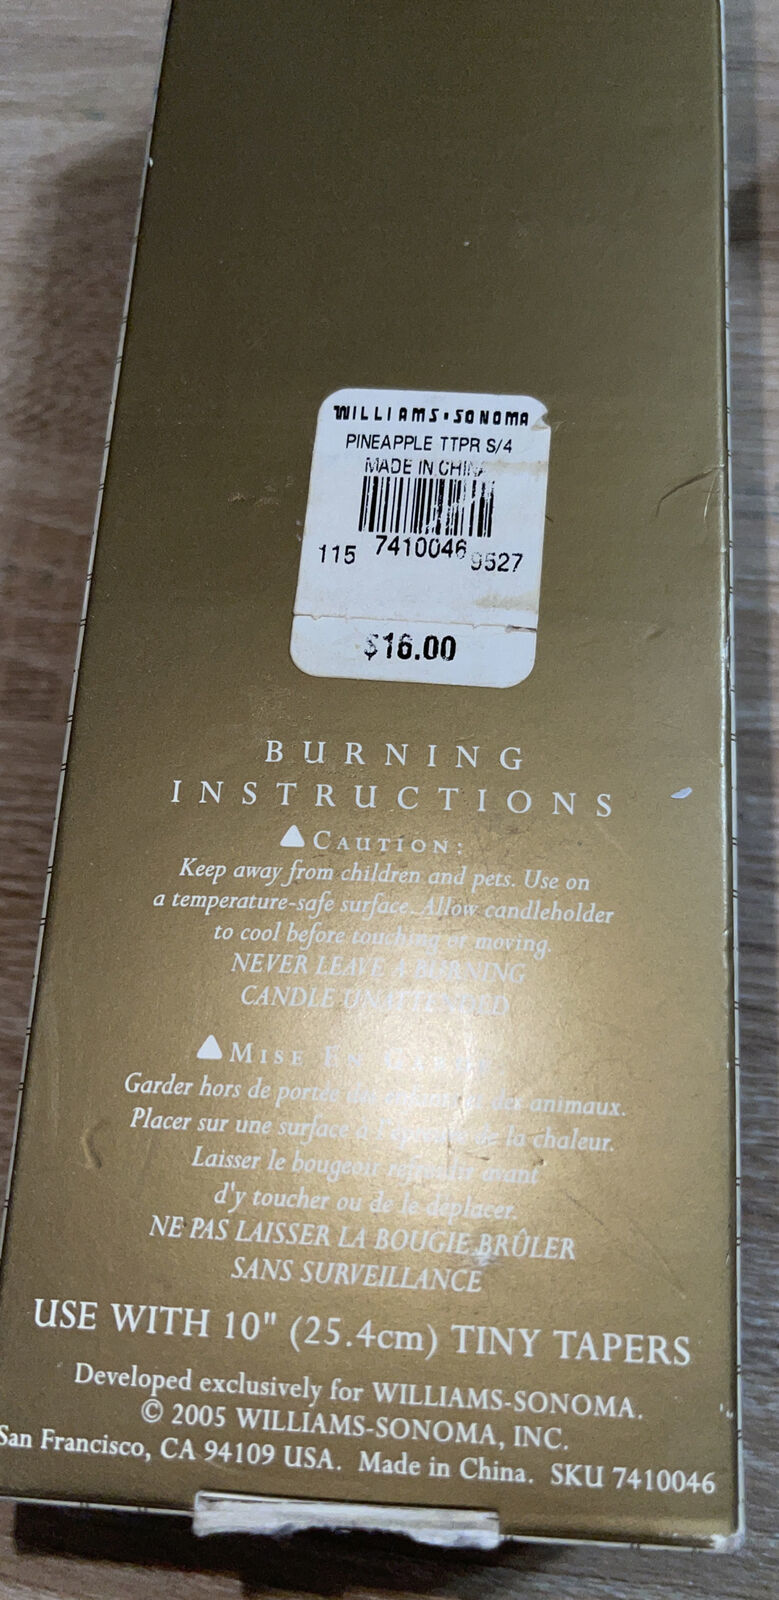 WILLIAMS-SONOMA
PINEAPPLE TTPR S/4
MADE IN CHINA
115 7410046 9527
$16.00
BURNING
INSTRUCTIONS
CAUTION:
Keep away from children and pets. Use on
a temperature-safe surface. Allow candleholder
to cool before touching or moving.
NEVER LEAVE A BURNING
CANDLE UNATTENDED
MISE EN GARDE
Garder hors de portée des enfants et des animaux.
Placer sur une surface à l'épreuve de la chaleur.
Laisser le bougeoir refroidir avant
d'y toucher ou de le déplacer.
NE PAS LAISSER LA BOUGIE BRÛLER
SANS SURVEILLANCE
USE WITH 10" (25.4cm) TINY TAPERS
Developed exclusively for WILLIAMS-SONOMA.
© 2005 WILLIAMS-SONOMA, INC.
San Francisco, CA 94109 USA. Made in China. SKU 7410046